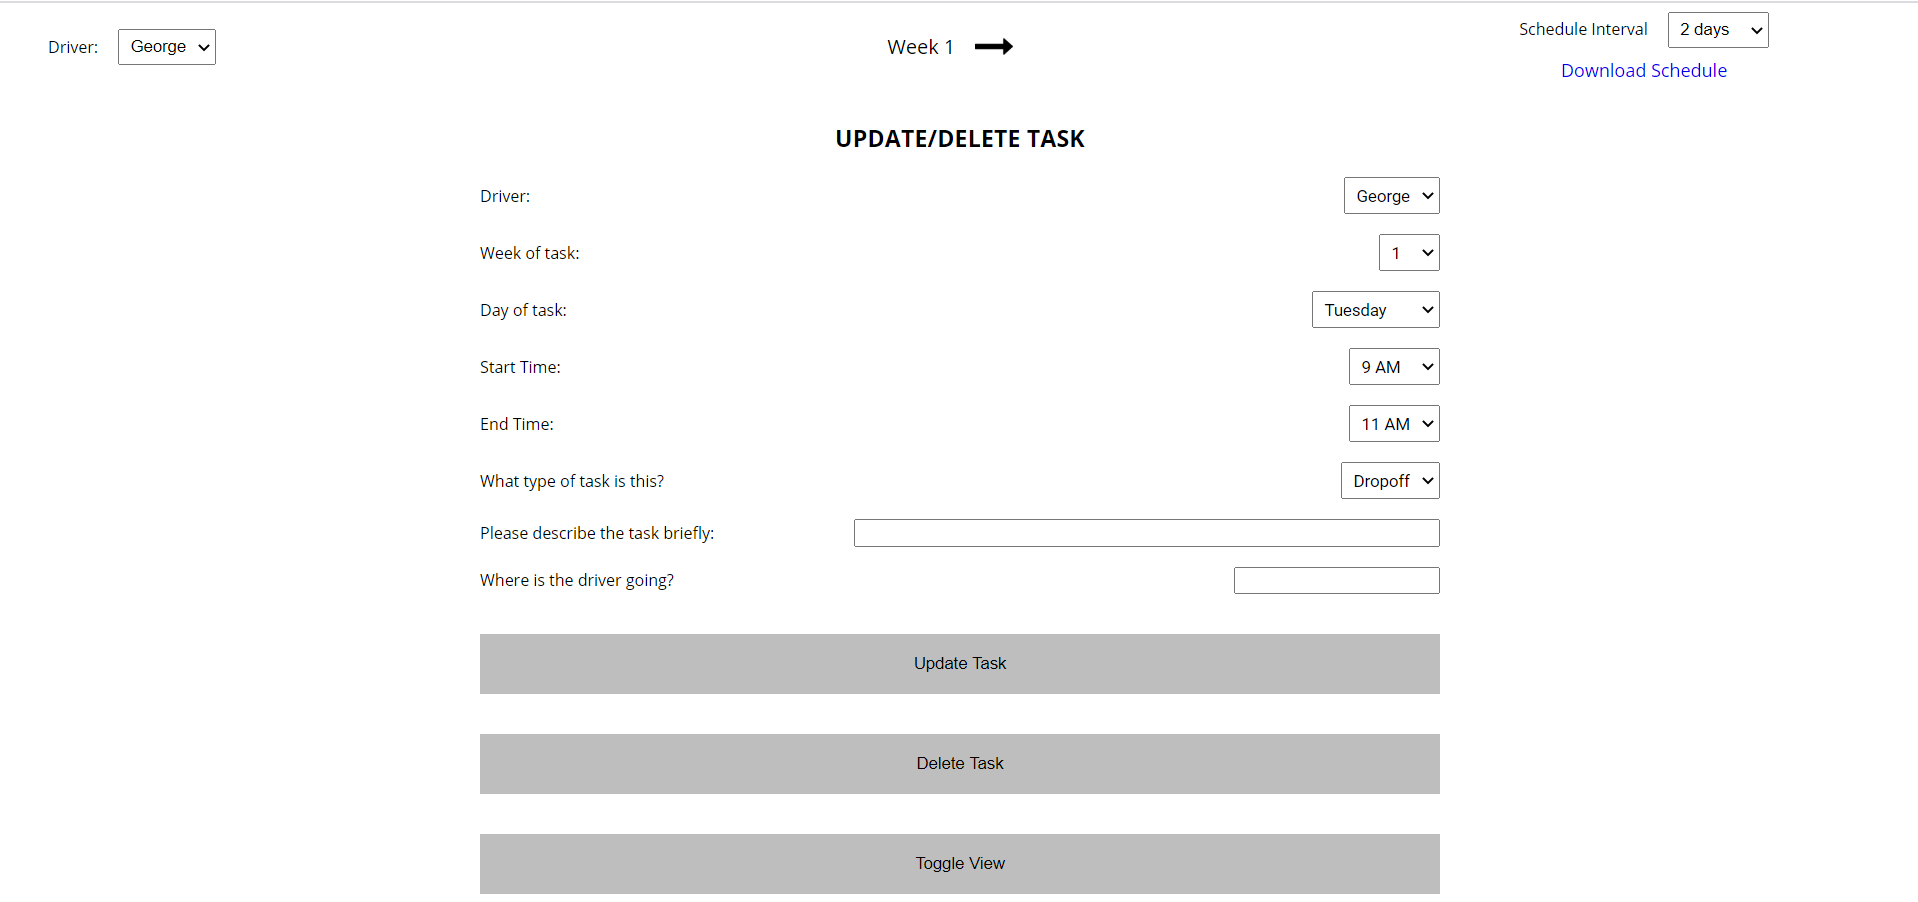 Driver: George Week 1 Schedule Interval 2 days
Download Schedule
UPDATE/DELETE TASK
Driver: George
Week of task: 1
Day of task: Tuesday
Start Time: 9 AM
End Time: 11 AM
What type of task is this? Dropoff
Please describe the task briefly:
Where is the driver going?
Update Task
Delete Task
Toggle View